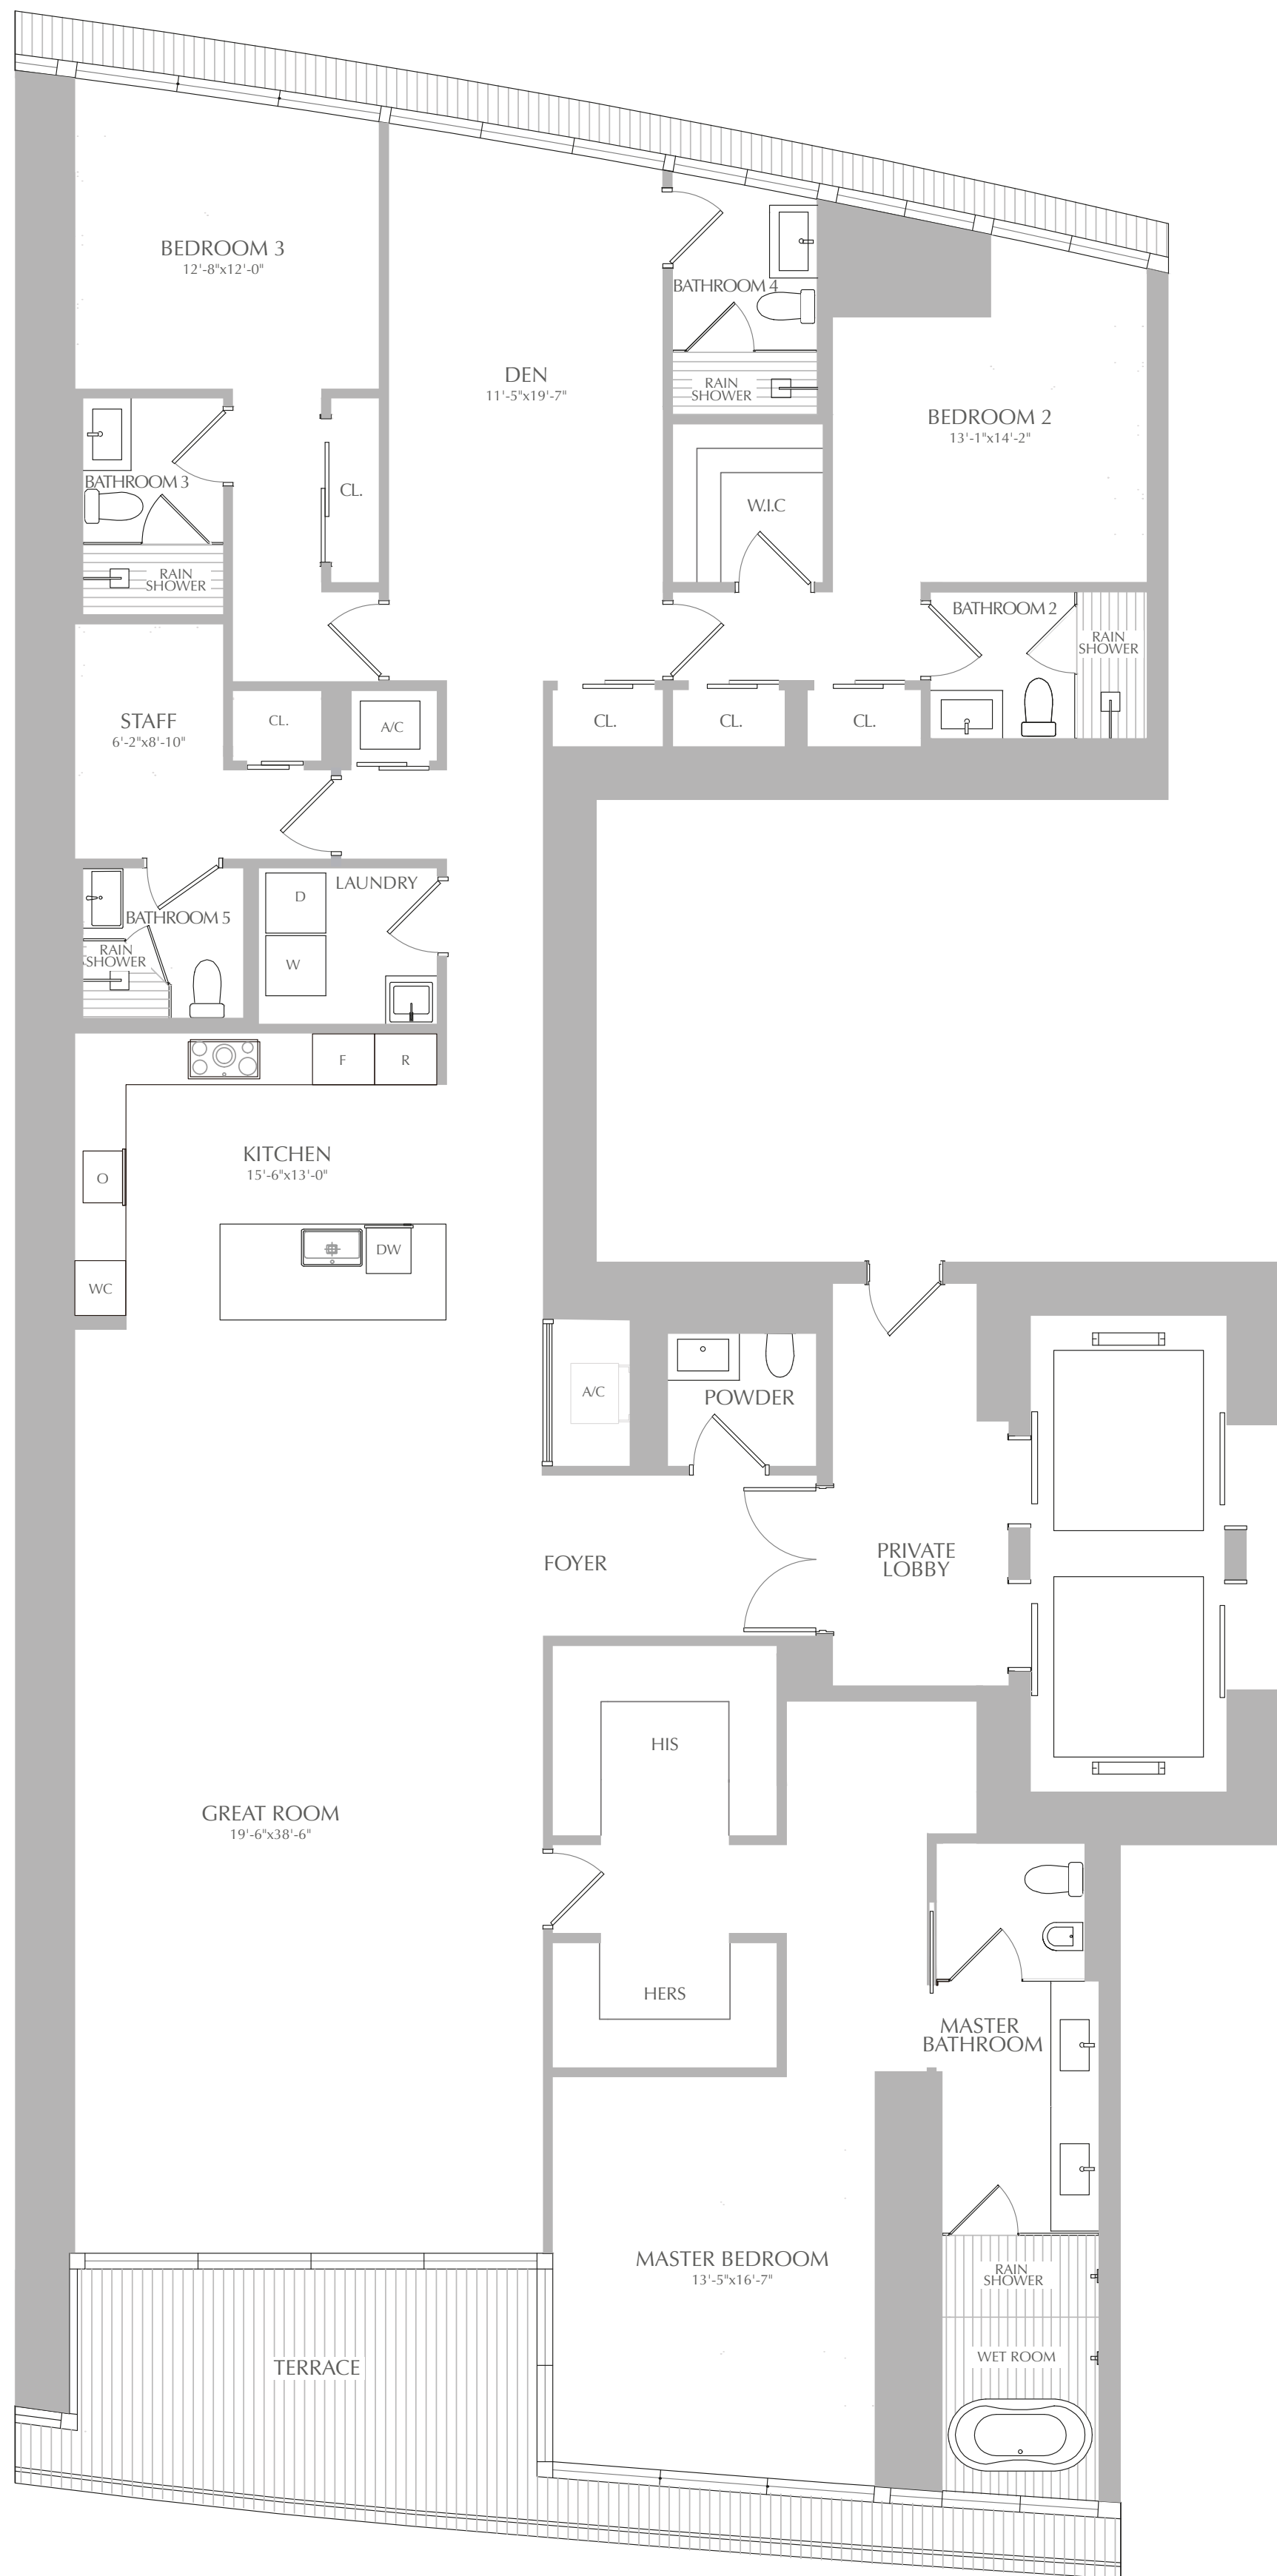 BEDROOM 3
12'-8"x12'-0"
BATHROOM 4
RAIN
SHOWER
DEN
11'-5"x19'-7"
BEDROOM 2
13'-1"x14'-2"
BATHROOM 3
CL.
W.I.C
RAIN
SHOWER
BATHROOM 2
RAIN
SHOWER
STAFF
6'-2"x8'-10"
CL.
A/C
CL.
CL.
CL.
LAUNDRY
D
BATHROOM 5
RAIN
SHOWER
W
F
R
KITCHEN
15'-6"x13'-0"
O
DW
WC
A/C
POWDER
FOYER
PRIVATE
LOBBY
HIS
GREAT ROOM
19'-6"x38'-6"
HERS
MASTER
BATHROOM
MASTER BEDROOM
13'-5"x16'-7"
RAIN
SHOWER
WET ROOM
TERRACE